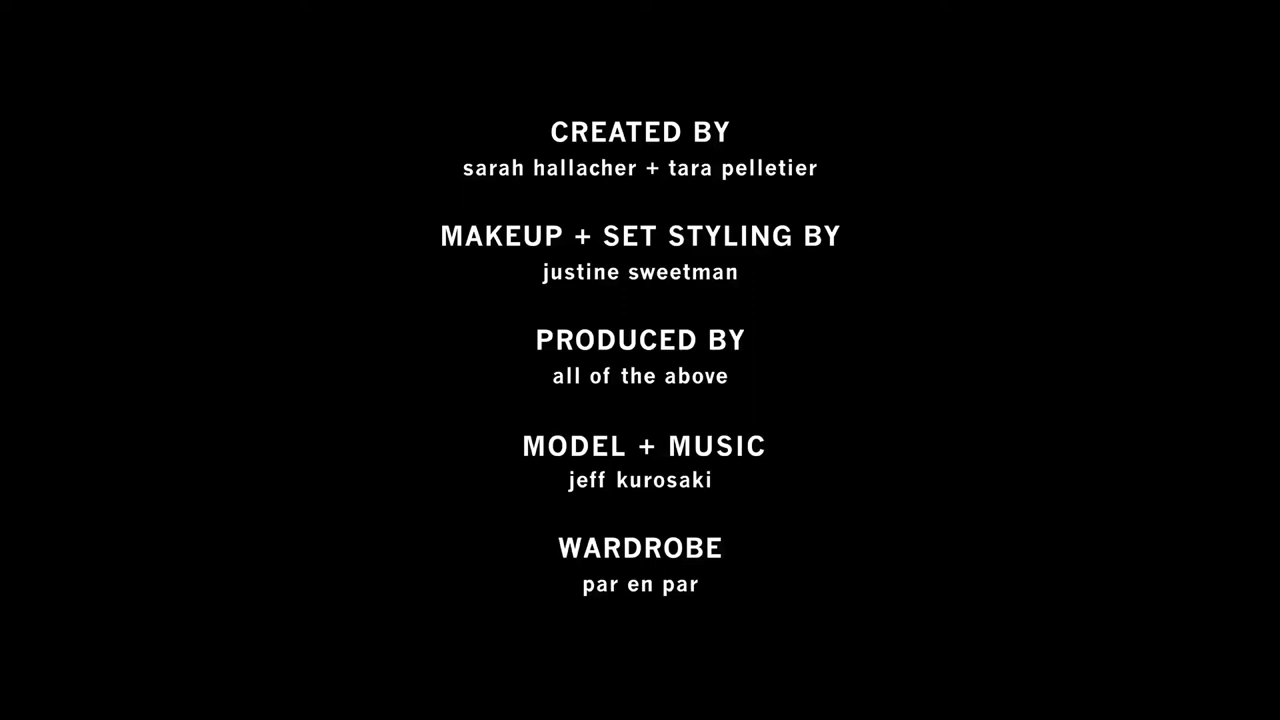 CREATED BY
sarah hallacher + tara pelletier
MAKEUP + SET STYLING BY
justine sweetman
PRODUCED BY
all of the above
MODEL + MUSIC
jeff kurosaki
WARDROBE
par en par